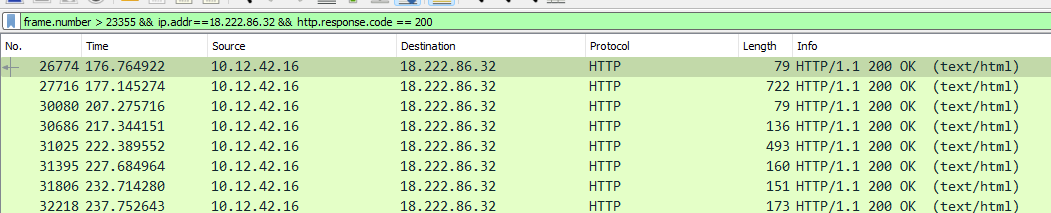 frame.number > 23355 && ip.addr==18.222.86.32 && http.response.code == 200
No. Time Source Destination Protocol Length Info
26774 176.764922 10.12.42.16 18.222.86.32 HTTP 79 HTTP/1.1 200 OK (text/html)
27716 177.145274 10.12.42.16 18.222.86.32 HTTP 722 HTTP/1.1 200 OK (text/html)
30080 207.275716 10.12.42.16 18.222.86.32 HTTP 79 HTTP/1.1 200 OK (text/html)
30686 217.344151 10.12.42.16 18.222.86.32 HTTP 136 HTTP/1.1 200 OK (text/html)
31025 222.389552 10.12.42.16 18.222.86.32 HTTP 493 HTTP/1.1 200 OK (text/html)
31395 227.684964 10.12.42.16 18.222.86.32 HTTP 160 HTTP/1.1 200 OK (text/html)
31806 232.714280 10.12.42.16 18.222.86.32 HTTP 151 HTTP/1.1 200 OK (text/html)
32218 237.752643 10.12.42.16 18.222.86.32 HTTP 173 HTTP/1.1 200 OK (text/html)